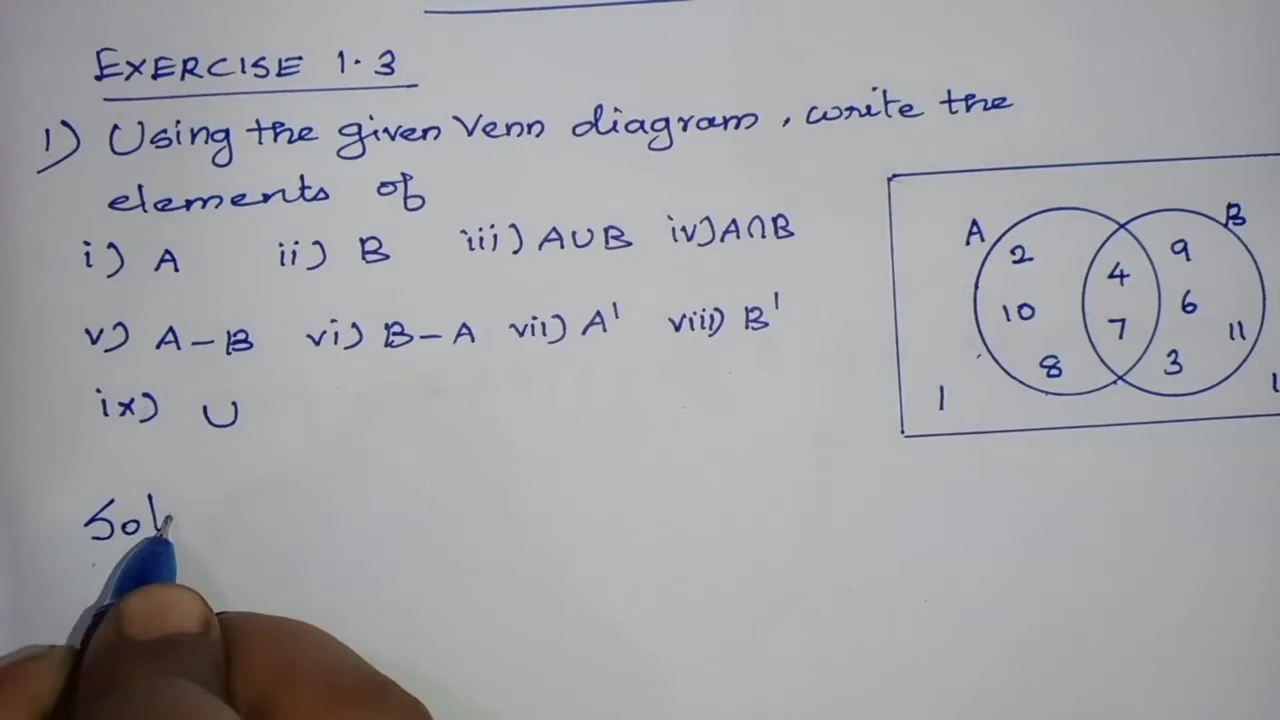 EXERCISE 1.3
1) Using the given Venn diagram, write the
elements of
i) A ii) B iii) A∪B iv) A∩B
v) A-B vi) B-A vii) A' viii) B'
ix) U
Sol
A B
2 9
4
10 6
7 11
8 3
1